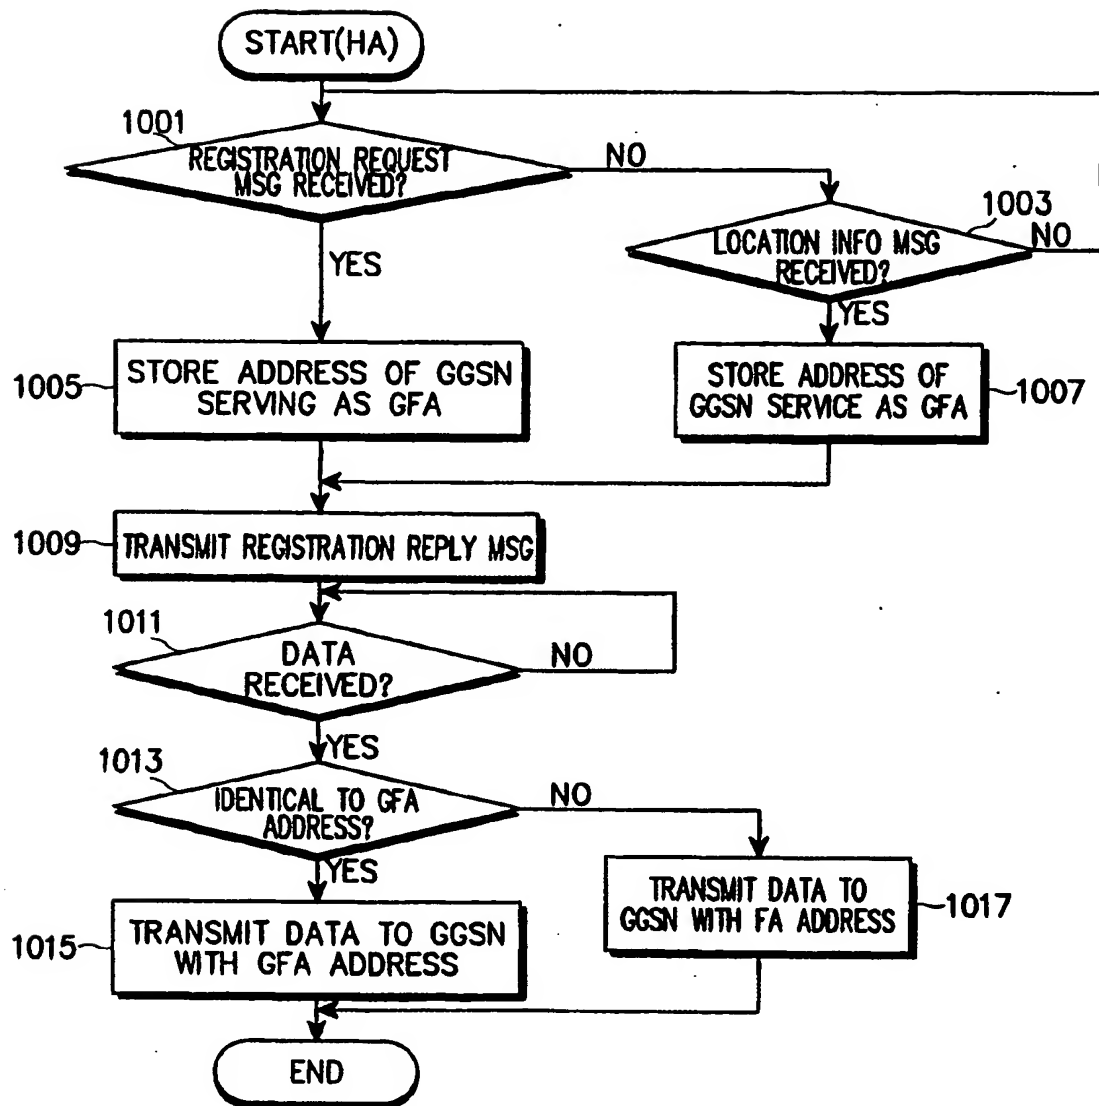 START(HA)
1001
REGISTRATION REQUEST
MSG RECEIVED?
NO
1003
LOCATION INFO MSG
RECEIVED?
NO
YES
YES
1005
STORE ADDRESS OF GGSN
SERVING AS GFA
STORE ADDRESS OF
GGSN SERVICE AS GFA
1007
1009
TRANSMIT REGISTRATION REPLY MSG
1011
DATA
RECEIVED?
NO
YES
1013
IDENTICAL TO GFA
ADDRESS?
NO
YES
TRANSMIT DATA TO
GGSN WITH FA ADDRESS
1017
1015
TRANSMIT DATA TO GGSN
WITH GFA ADDRESS
END